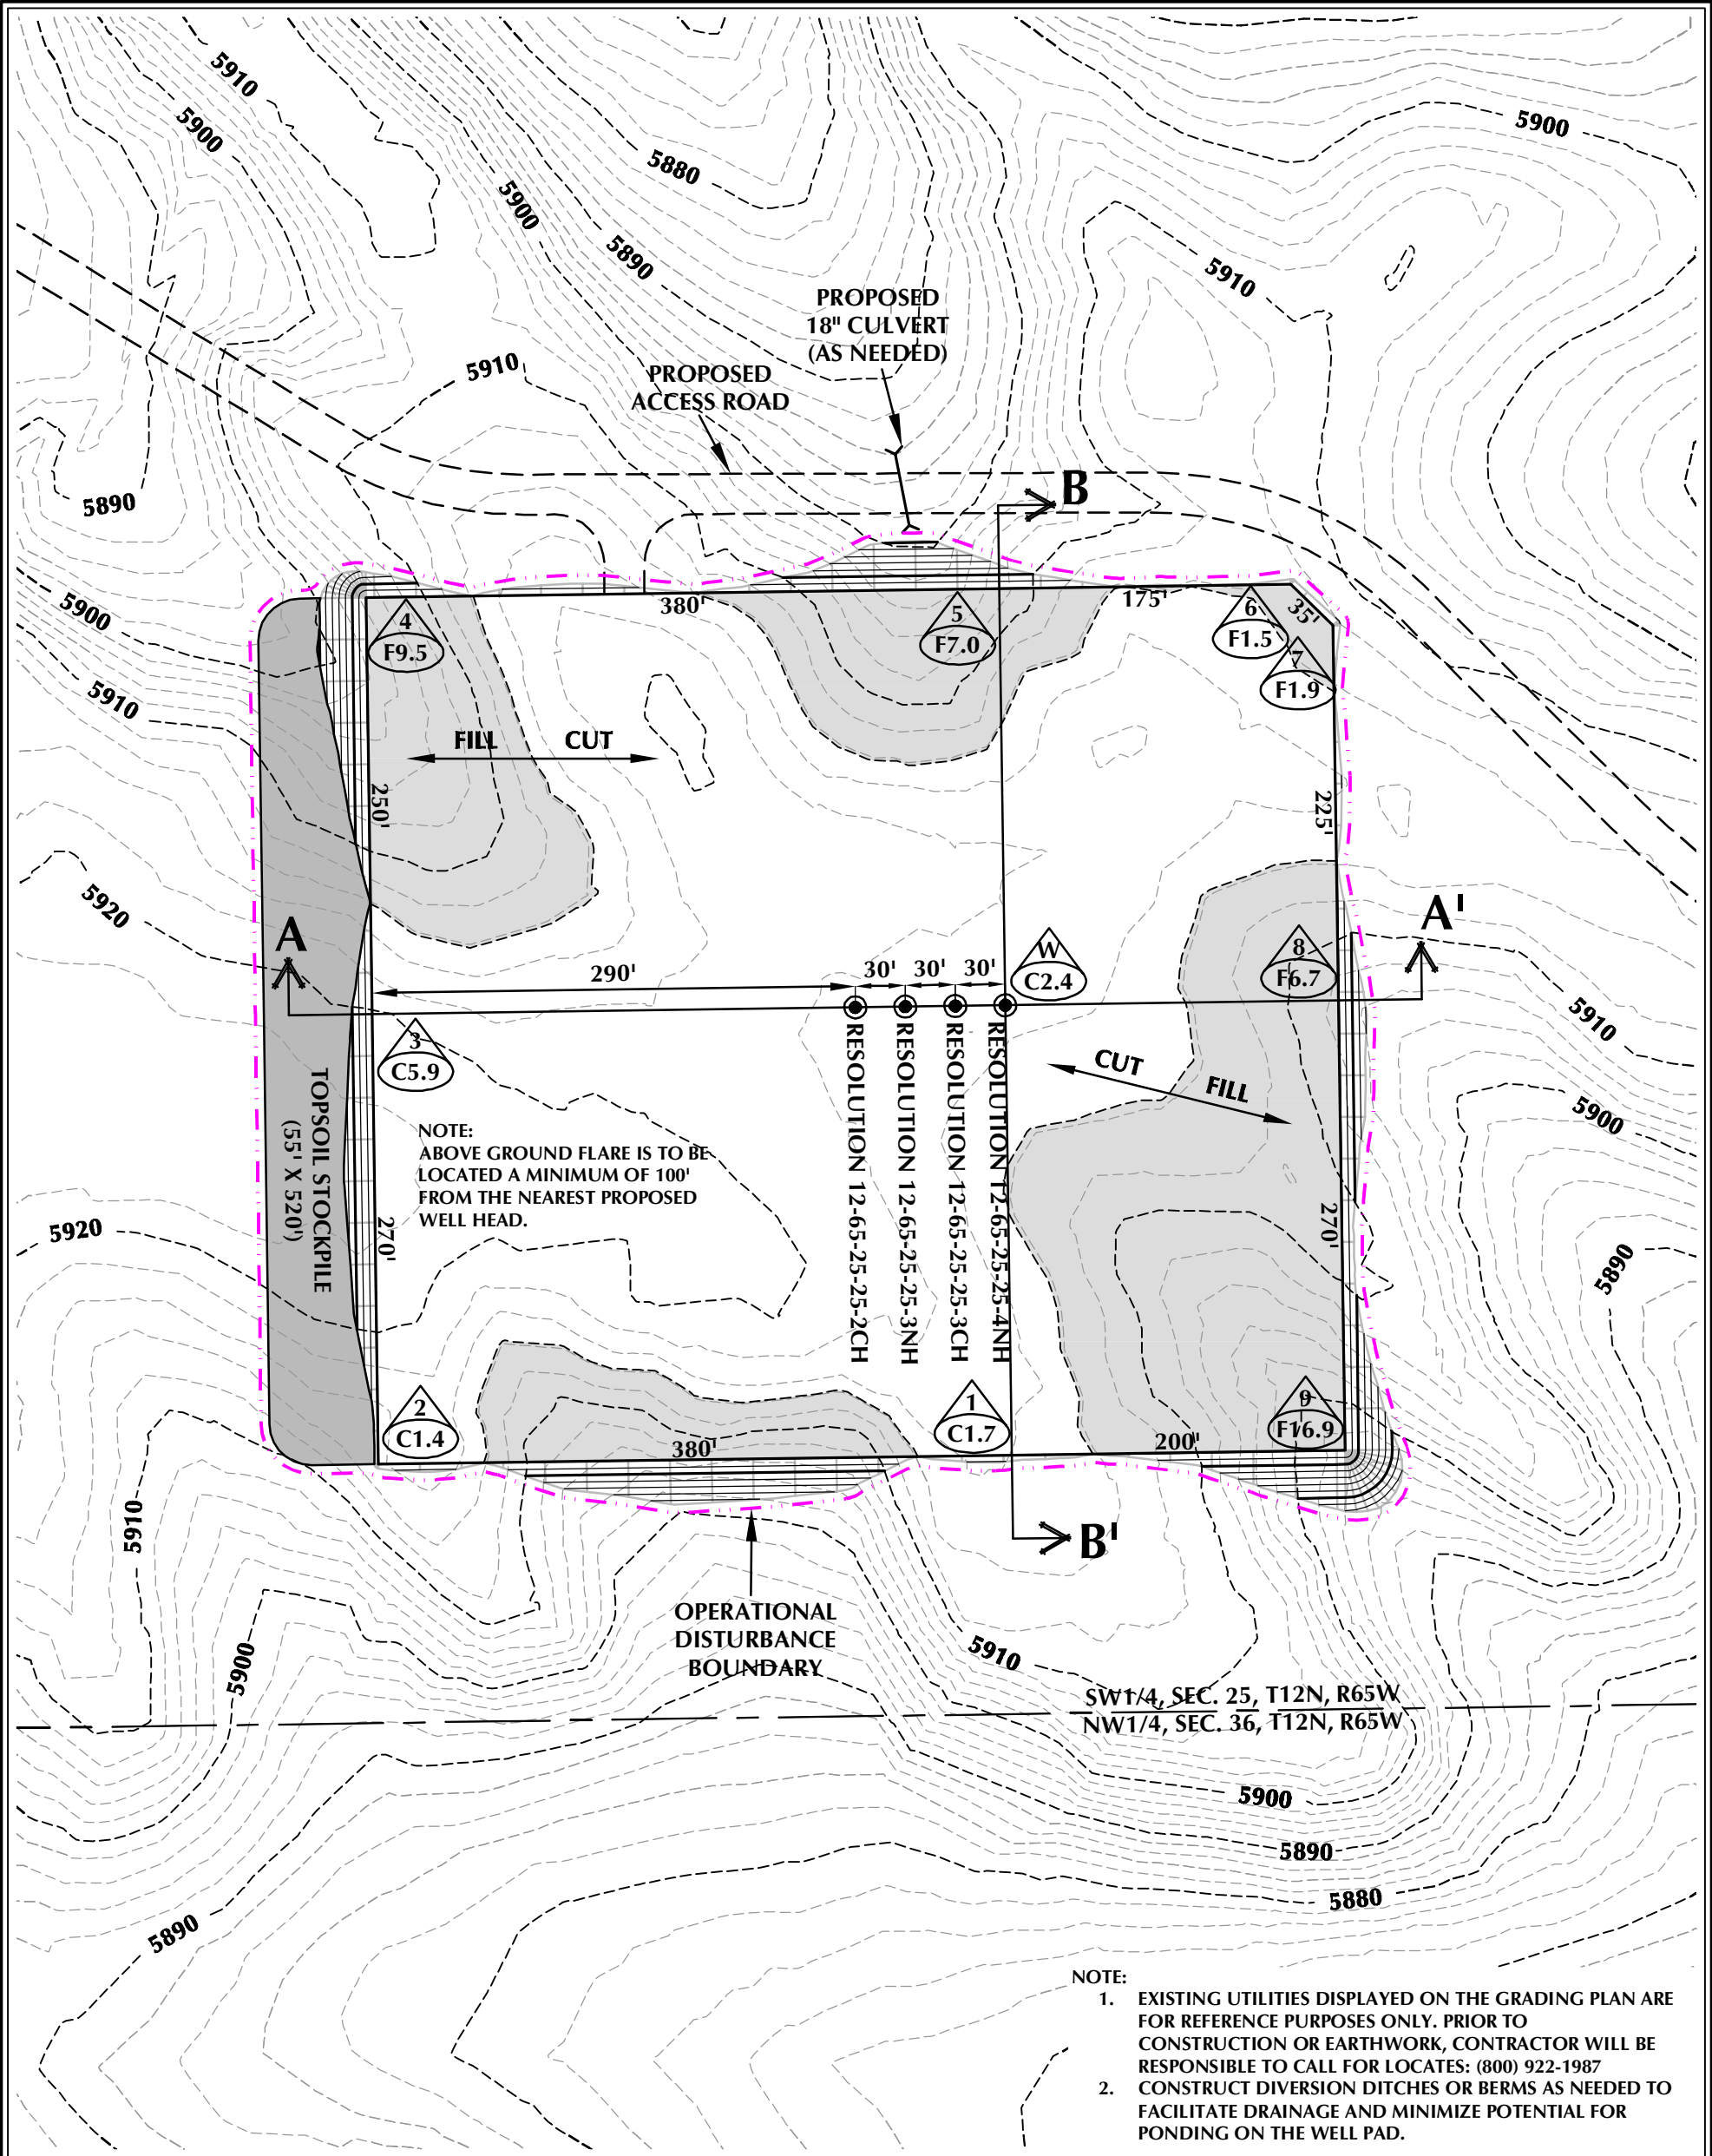 5910
5900
5880
5900
5890
5900
5910
PROPOSED
18" CULVERT
(AS NEEDED)
PROPOSED
ACCESS ROAD
5910
5890
B
5900
5910
380'
175'
35'
4
F9.5
5
F7.0
6
F1.5
7
F1.9
FILL
CUT
250'
225'
5920
A
A'
290'
30'
30'
30'
W
C2.4
8
F6.7
3
C5.9
5910
5900
CUT
FILL
TOPSOIL STOCKPILE
(55' X 520')
NOTE:
ABOVE GROUND FLARE IS TO BE
LOCATED A MINIMUM OF 100'
FROM THE NEAREST PROPOSED
WELL HEAD.
RESOLUTION 12-65-25-25-2CH
RESOLUTION 12-65-25-25-3NH
RESOLUTION 12-65-25-25-3CH
RESOLUTION 12-65-25-25-4NH
5920
270'
270'
5890
2
C1.4
1
C1.7
9
F16.9
380'
200'
5910
B'
OPERATIONAL
DISTURBANCE
BOUNDARY
5900
5910
SW1/4, SEC. 25, T12N, R65W
NW1/4, SEC. 36, T12N, R65W
5900
5890
5880
5890
NOTE:
1. EXISTING UTILITIES DISPLAYED ON THE GRADING PLAN ARE
FOR REFERENCE PURPOSES ONLY. PRIOR TO
CONSTRUCTION OR EARTHWORK, CONTRACTOR WILL BE
RESPONSIBLE TO CALL FOR LOCATES: (800) 922-1987
2. CONSTRUCT DIVERSION DITCHES OR BERMS AS NEEDED TO
FACILITATE DRAINAGE AND MINIMIZE POTENTIAL FOR
PONDING ON THE WELL PAD.